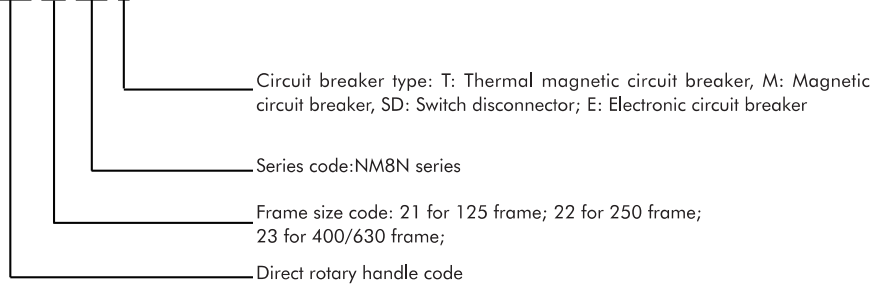 Circuit breaker type: T: Thermal magnetic circuit breaker, M: Magnetic
circuit breaker, SD: Switch disconnector; E: Electronic circuit breaker
Series code:NM8N series
Frame size code: 21 for 125 frame; 22 for 250 frame;
23 for 400/630 frame;
Direct rotary handle code